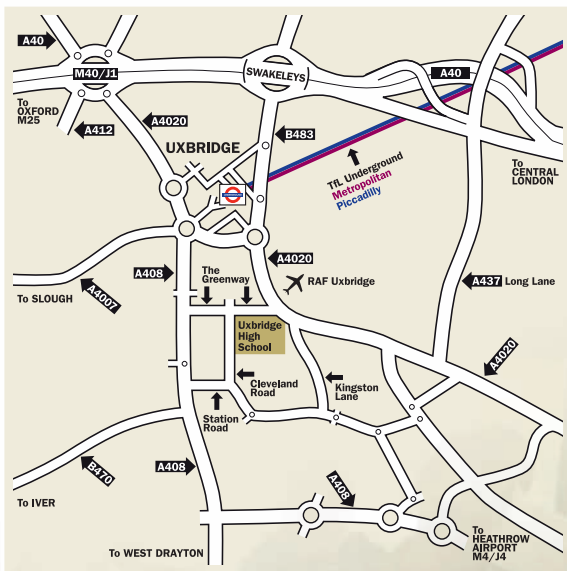 A40
M40/J1
SWAKELEYS
A40
To
OXFORD
M25
A412
A4020
B483
UXBRIDGE
TfL Underground
Metropolitan
Piccadilly
To
CENTRAL
LONDON
A408
The
Greenway
A4020
RAF Uxbridge
A437
Long Lane
To SLOUGH
A4007
Uxbridge
High
School
A4020
Cleveland
Road
Kingston
Lane
Station
Road
B470
A408
A408
To IVER
To WEST DRAYTON
To
HEATHROW
AIRPORT
M4/J4